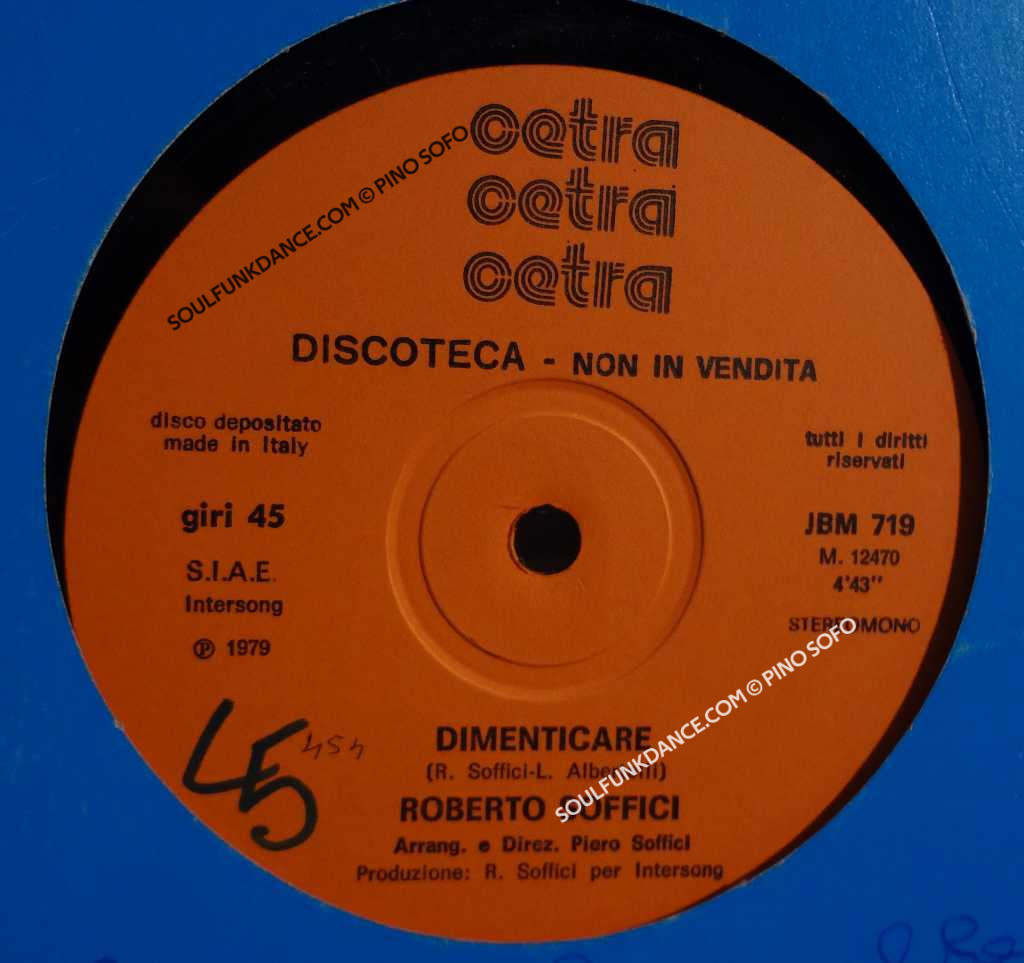 cetra
cetra
cetra
SOULFUNKDANCE.COM © PINO SOFO
DISCOTECA - NON IN VENDITA
disco depositato
made in Italy
tutti i diritti
riservati
giri 45
S.I.A.E.
Intersong
℗ 1979
JBM 719
M. 12470
4'43"
STEREOMONO
SOULFUNKDANCE.COM © PINO SOFO
45
454
DIMENTICARE
(R. Soffici-L.
ROBERTO SOFFICI
Arrang. e Direz. Piero Soffici
Produzione: R. Soffici per Intersong